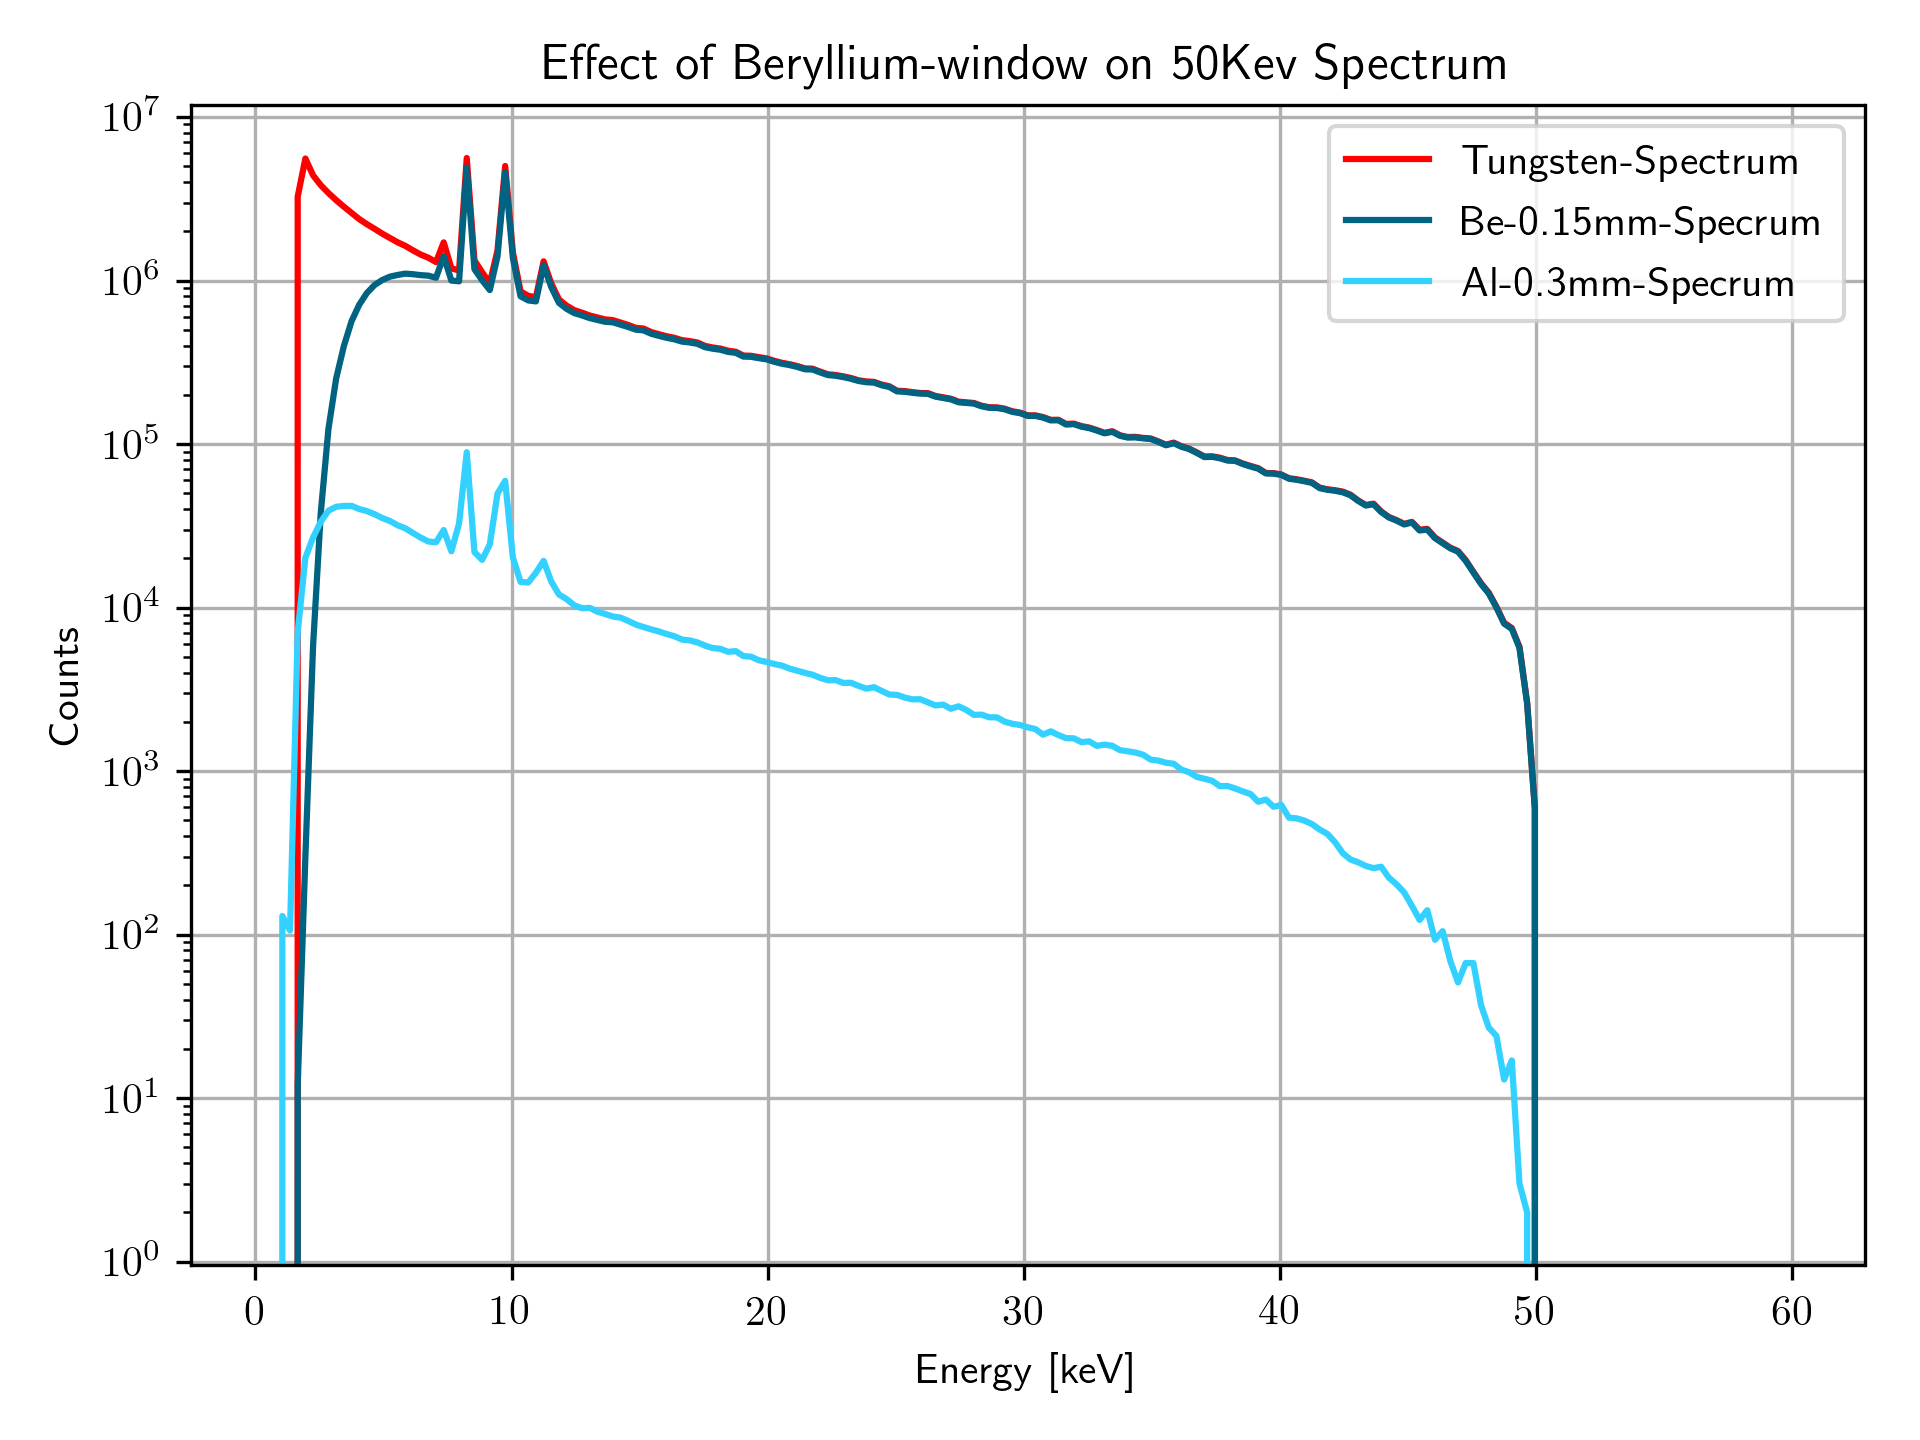 Effect of Beryllium-window on 50Kev Spectrum
Tungsten-Spectrum
Be-0.15mm-Specrum
Al-0.3mm-Specrum
Counts
10^7
10^6
10^5
10^4
10^3
10^2
10^1
10^0
0 10 20 30 40 50 60
Energy [keV]